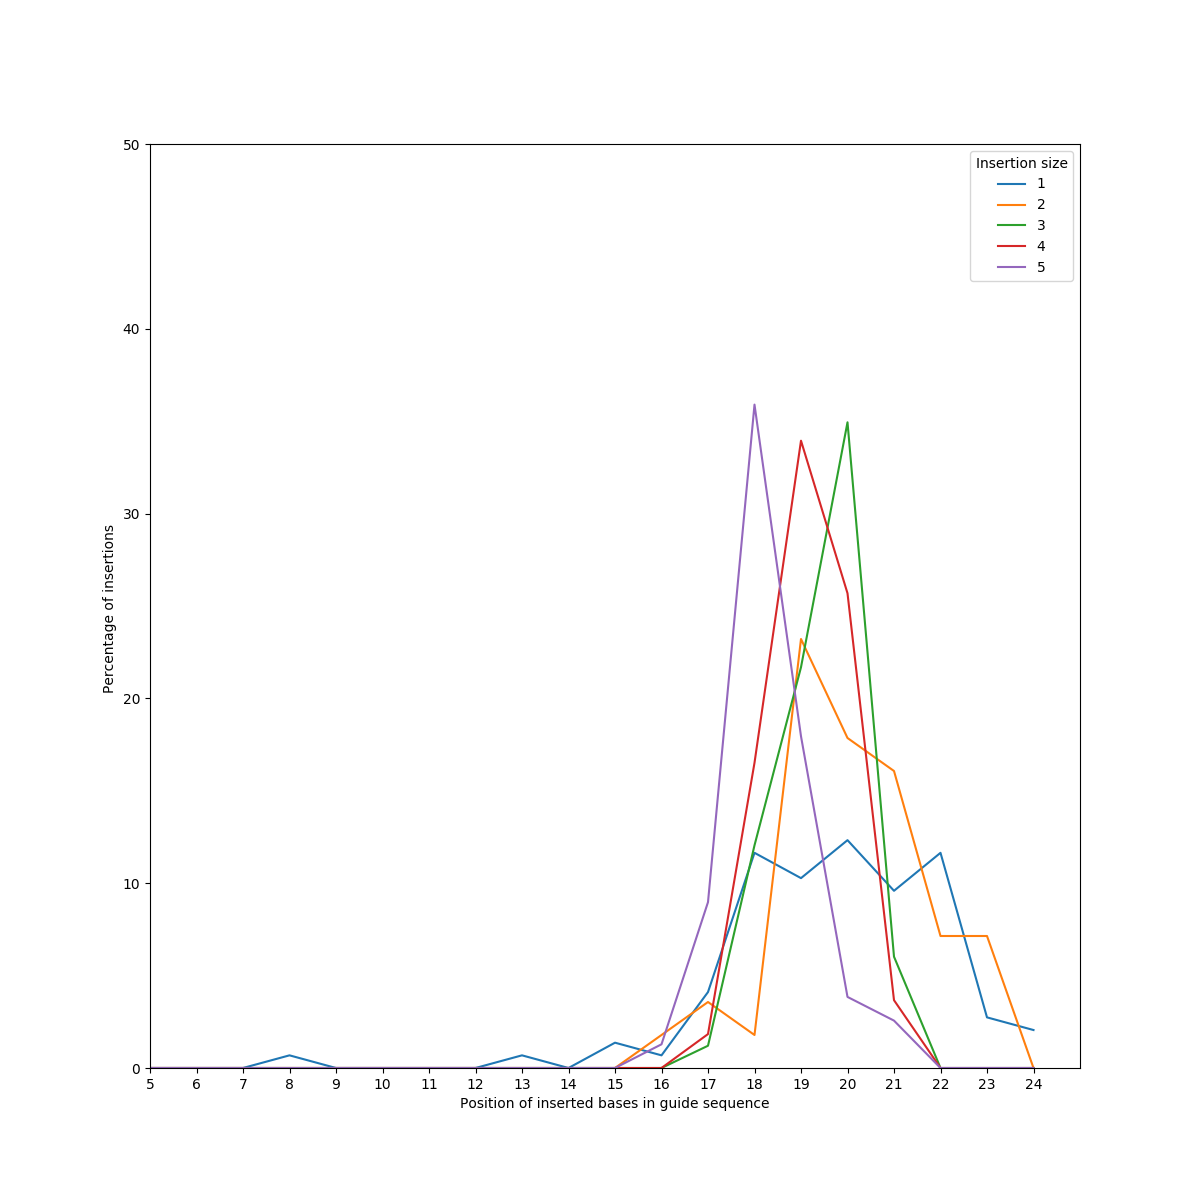 50
40
30
20
10
0
Percentage of insertions
Insertion size
1
2
3
4
5
5 6 7 8 9 10 11 12 13 14 15 16 17 18 19 20 21 22 23 24
Position of inserted bases in guide sequence